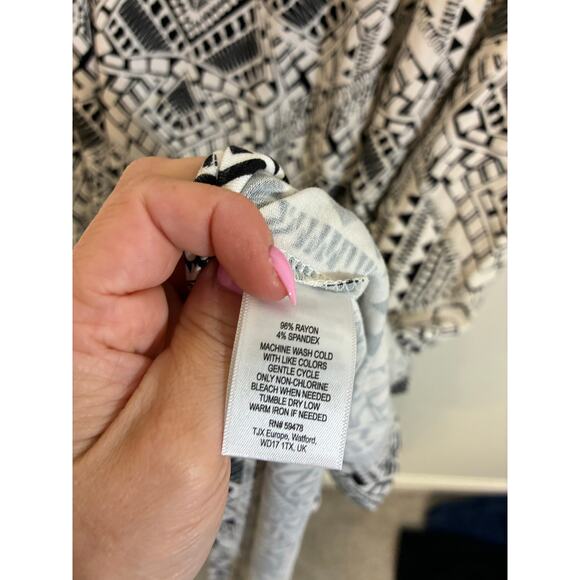 96% RAYON
4% SPANDEX
MACHINE WASH COLD
WITH LIKE COLORS
GENTLE CYCLE
ONLY NON-CHLORINE
BLEACH WHEN NEEDED
TUMBLE DRY LOW
WARM IRON IF NEEDED
RN# 59478
TJX Europe, Watford,
WD17 1TX, UK